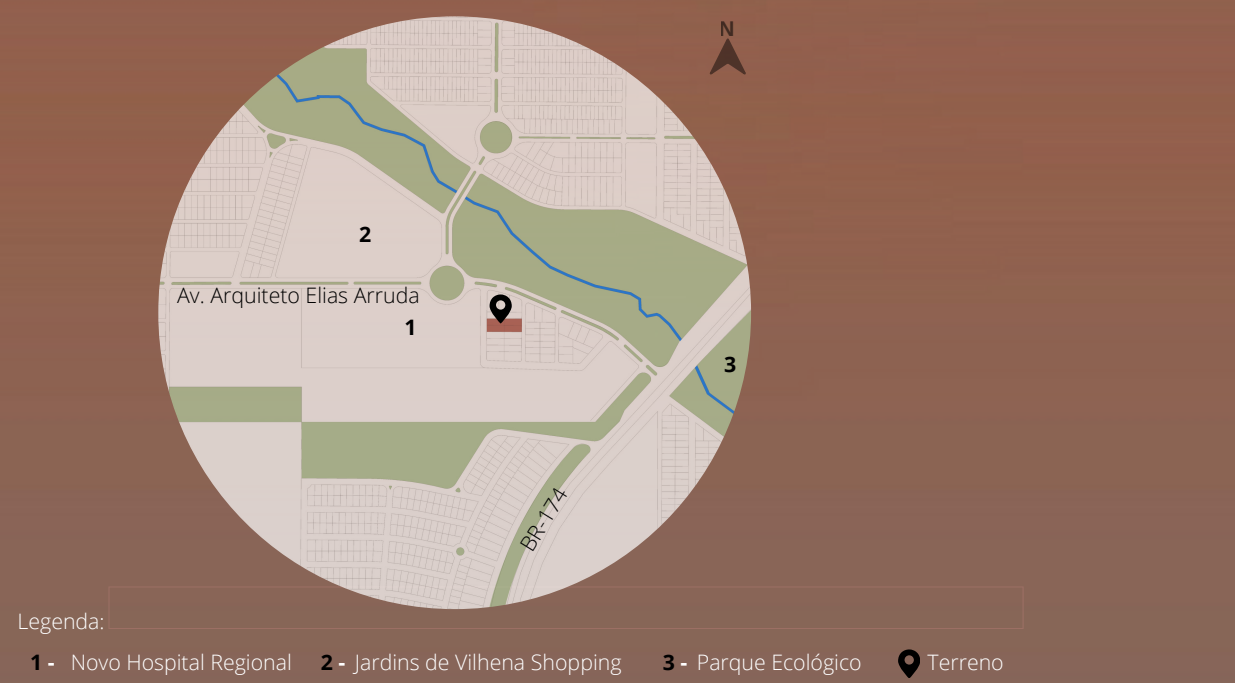 N
2
Av. Arquiteto Elias Arruda
1
3
BR-174
Legenda:
1 - Novo Hospital Regional 2 - Jardins de Vilhena Shopping 3 - Parque Ecológico Terreno